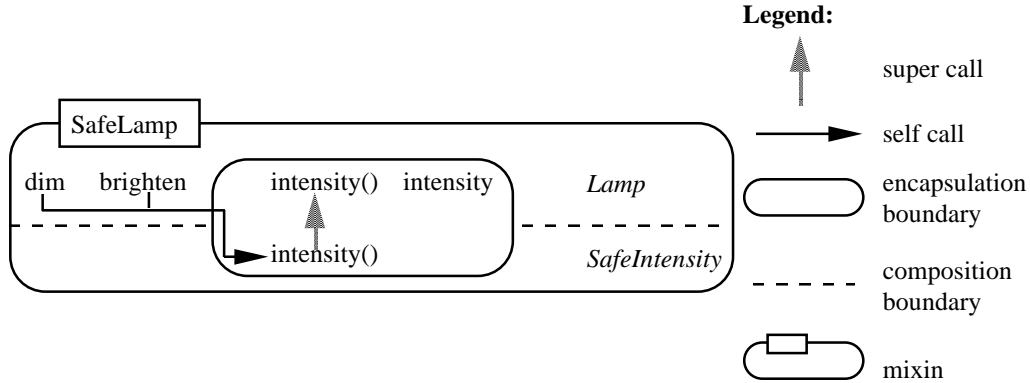 Legend:
super call
SafeLamp
self call
dim brighten intensity() intensity Lamp
encapsulation
boundary
intensity() SafeIntensity
composition
boundary
mixin